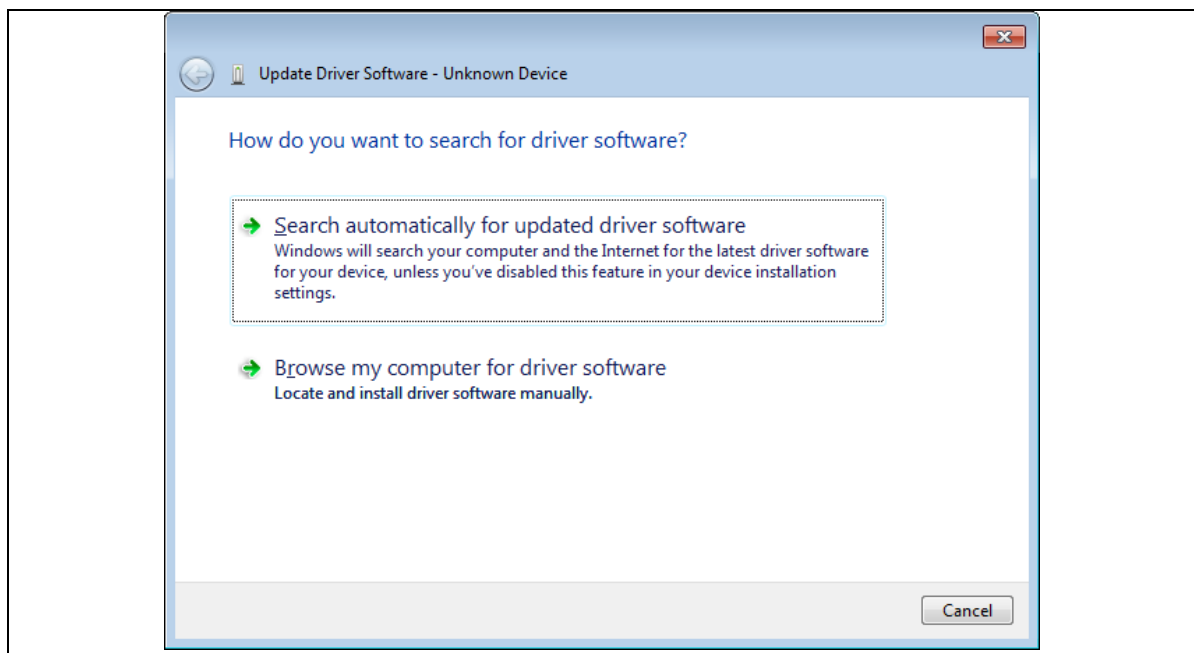 Update Driver Software - Unknown Device
How do you want to search for driver software?
Search automatically for updated driver software
Windows will search your computer and the Internet for the latest driver software
for your device, unless you've disabled this feature in your device installation
settings.
Browse my computer for driver software
Locate and install driver software manually.
Cancel